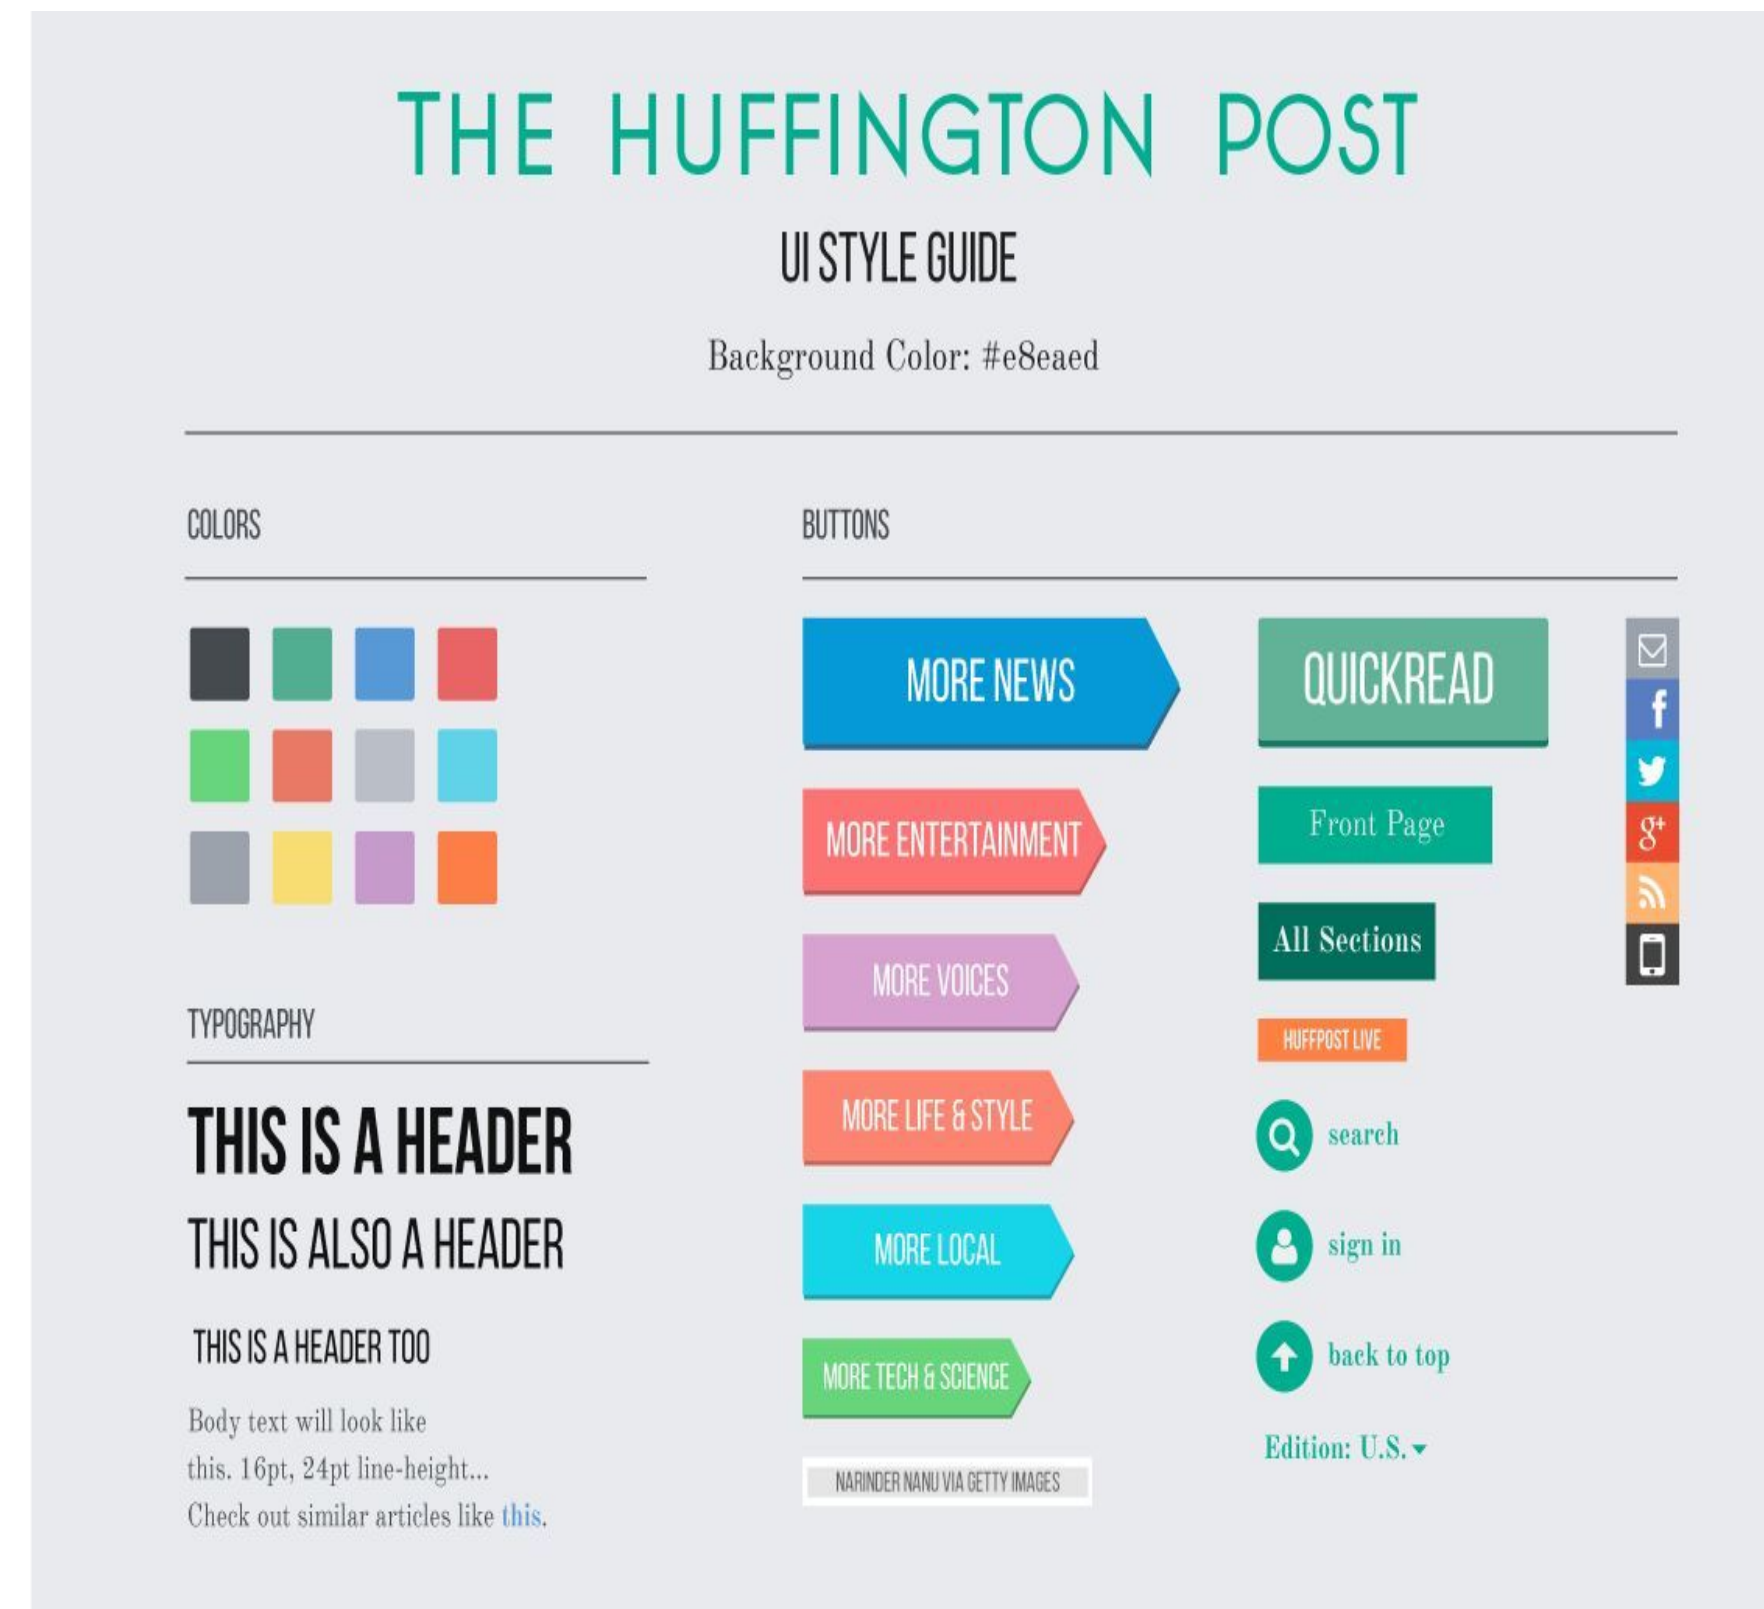 THE HUFFINGTON POST
UI STYLE GUIDE
Background Color: #e8eaed
COLORS
TYPOGRAPHY
THIS IS A HEADER
THIS IS ALSO A HEADER
THIS IS A HEADER TOO
Body text will look like
this. 16pt, 24pt line-height...
Check out similar articles like this.
BUTTONS
MORE NEWS
MORE ENTERTAINMENT
MORE VOICES
MORE LIFE & STYLE
MORE LOCAL
MORE TECH & SCIENCE
NARINDER NANU VIA GETTY IMAGES
QUICKREAD
Front Page
All Sections
HUFFPOST LIVE
search
sign in
back to top
Edition: U.S.
f
g+